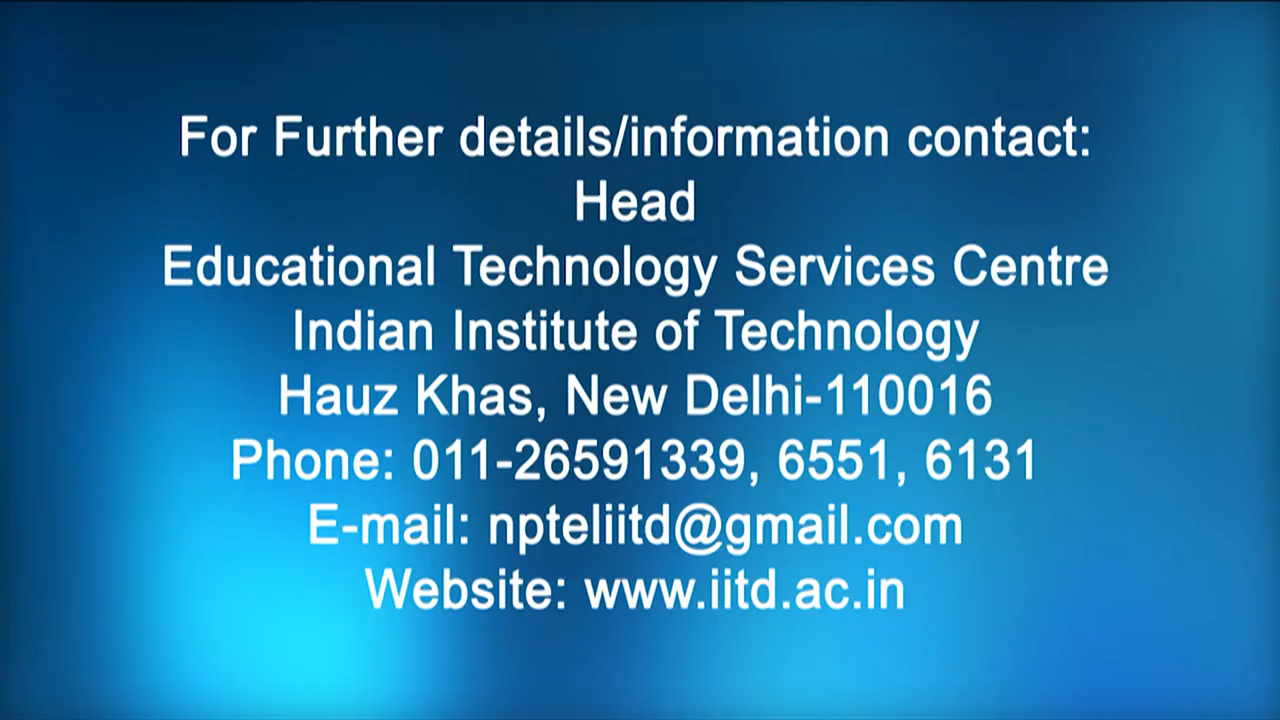 For Further details/information contact:
Head
Educational Technology Services Centre
Indian Institute of Technology
Hauz Khas, New Delhi-110016
Phone: 011-26591339, 6551, 6131
E-mail: npteliitd@gmail.com
Website: www.iitd.ac.in